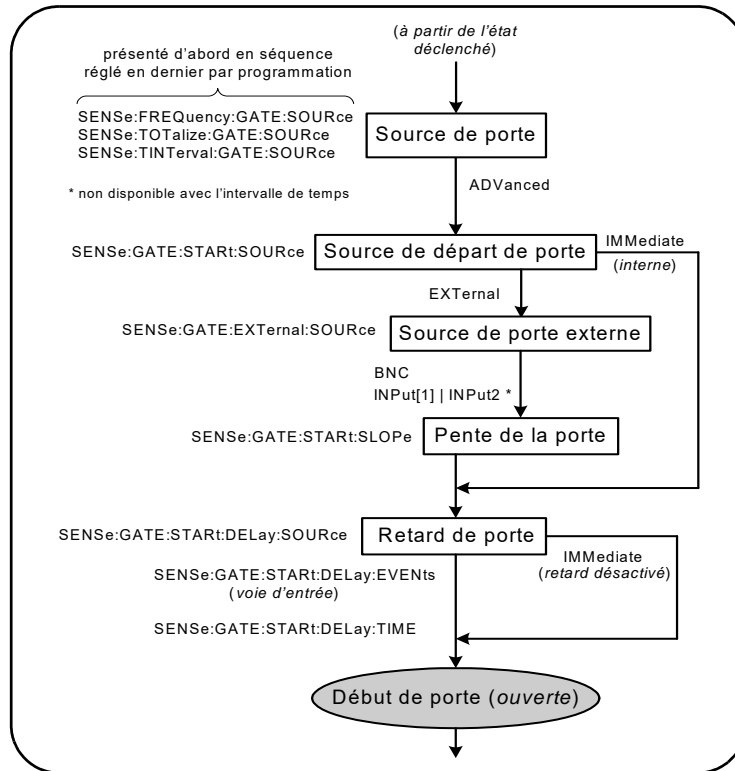 (à partir de l'état
déclenché)
présenté d'abord en séquence
réglé en dernier par programmation
SENSe:FREQuency:GATE:SOURce
SENSe:TOTalize:GATE:SOURce
SENSe:TINTerval:GATE:SOURce
Source de porte
* non disponible avec l'intervalle de temps
ADVanced
SENSe:GATE:STARt:SOURce
Source de départ de porte
IMMediate
(interne)
EXTernal
SENSe:GATE:EXTernal:SOURce
Source de porte externe
BNC
INPut[1] | INPut2 *
SENSe:GATE:STARt:SLOPe
Pente de la porte
SENSe:GATE:STARt:DELay:SOURce
Retard de porte
IMMediate
(retard désactivé)
SENSe:GATE:STARt:DELay:EVENts
(voie d'entrée)
SENSe:GATE:STARt:DELay:TIME
Début de porte (ouverte)